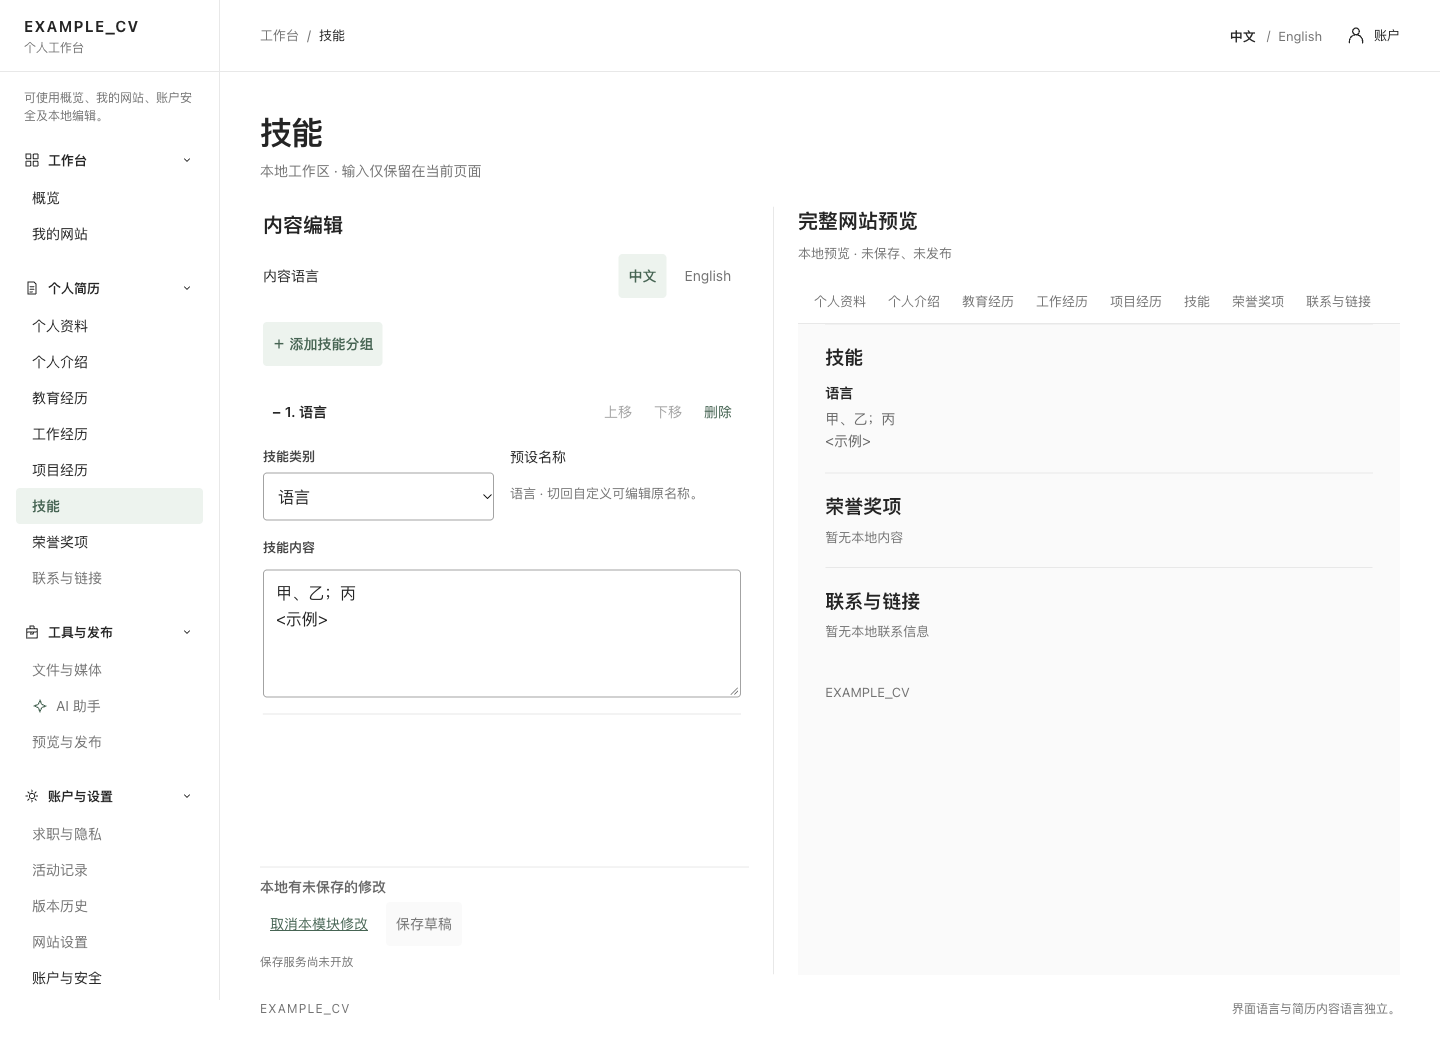 EXAMPLE_CV
个人工作台
工作台 / 技能
中文 / English
账户
可使用概览、我的网站、账户安
全及本地编辑。
工作台
概览
我的网站
个人简历
个人资料
个人介绍
教育经历
工作经历
项目经历
技能
荣誉奖项
联系与链接
工具与发布
文件与媒体
AI 助手
预览与发布
账户与设置
求职与隐私
活动记录
版本历史
网站设置
账户与安全
技能
本地工作区 · 输入仅保留在当前页面
内容编辑
内容语言
中文 English
+ 添加技能分组
– 1. 语言
上移 下移 删除
技能类别
语言
预设名称
语言 · 切回自定义可编辑原名称。
技能内容
甲、乙；丙
<示例>
本地有未保存的修改
取消本模块修改 保存草稿
保存服务尚未开放
完整网站预览
本地预览 · 未保存、未发布
个人资料 个人介绍 教育经历 工作经历 项目经历 技能 荣誉奖项 联系与链接
技能
语言
甲、乙；丙
<示例>
荣誉奖项
暂无本地内容
联系与链接
暂无本地联系信息
EXAMPLE_CV
EXAMPLE_CV
界面语言与简历内容语言独立。